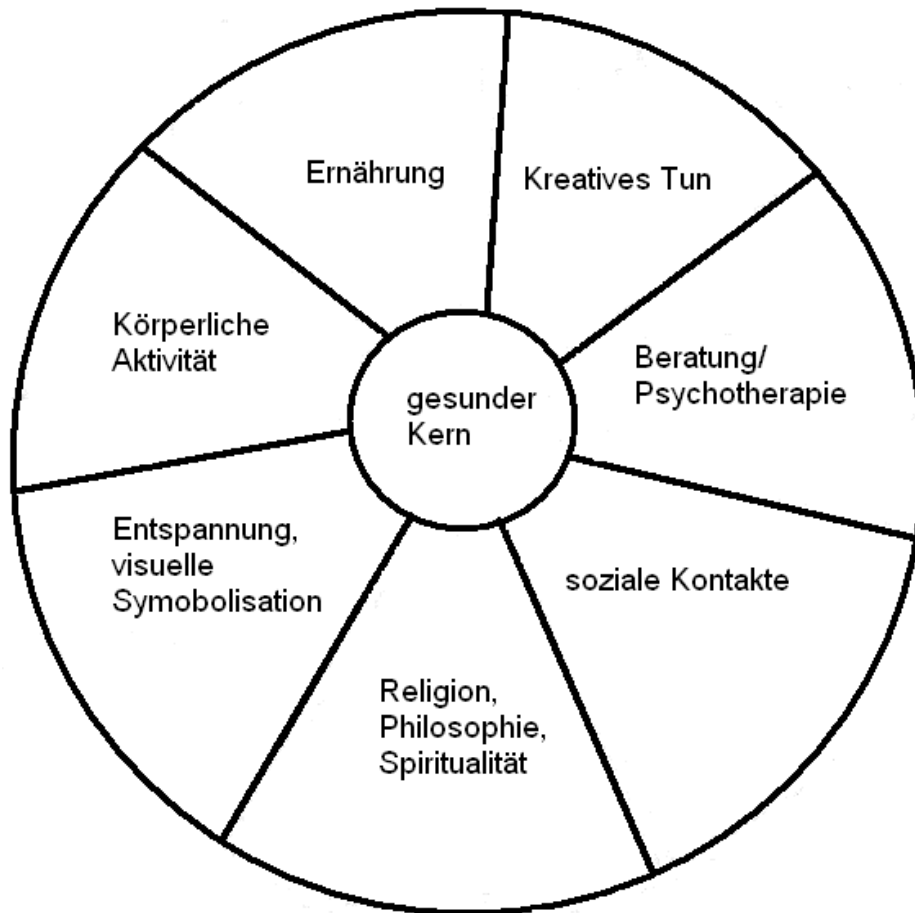 Ernährung
Kreatives Tun
Körperliche
Aktivität
Beratung/
Psychotherapie
gesunder
Kern
Entspannung,
visuelle
Symobolisation
soziale Kontakte
Religion,
Philosophie,
Spiritualität